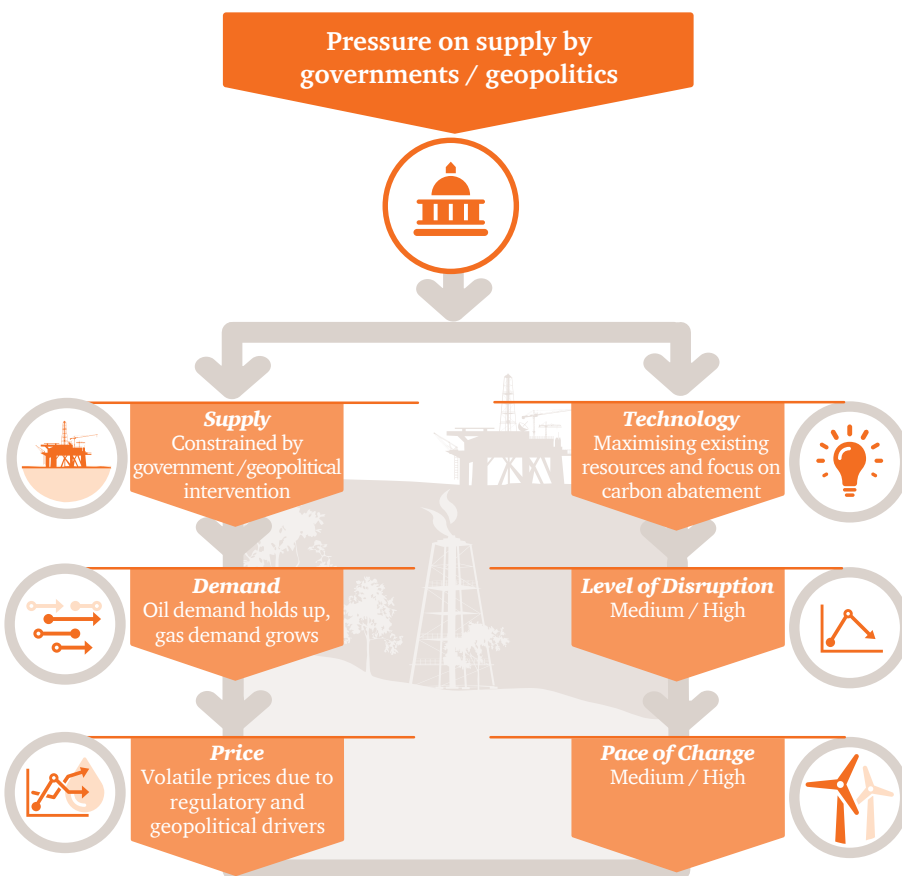 Pressure on supply by
governments / geopolitics
Supply
Constrained by
government /geopolitical
intervention
Technology
Maximising existing
resources and focus on
carbon abatement
Demand
Oil demand holds up,
gas demand grows
Level of Disruption
Medium / High
Price
Volatile prices due to
regulatory and
geopolitical drivers
Pace of Change
Medium / High